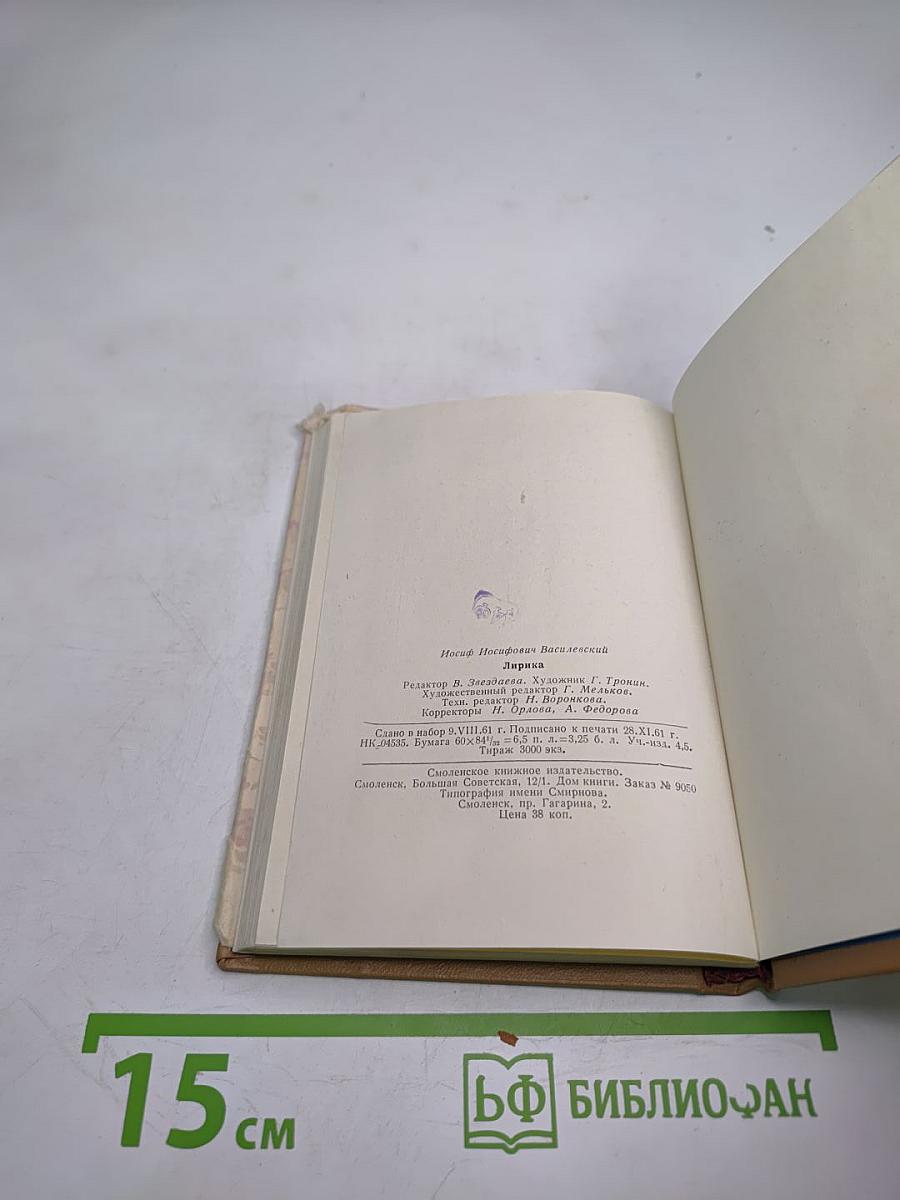 Иосиф Иосифович Василевский
Лирика
Редактор В. Звездаева. Художник Г. Тронин.
Художественный редактор Г. Мельков.
Техн. редактор Н. Воронкова.
Корректоры Н. Орлова, А. Федорова
Сдано в набор 9.VIII.61 г. Подписано к печати 28.XI.61 г.
НК-04535. Бумага 60×84¹/₃₂ =6,5 п. л.=3,25 б. л. Уч.-изд. 4,5.
Тираж 3000 экз.
Смоленское книжное издательство.
Смоленск, Большая Советская, 12/1. Дом книги. Заказ № 9050
Типография имени Смирнова.
Смоленск, пр. Гагарина, 2.
Цена 38 коп.
15 см
БФ БИБЛИОФАН